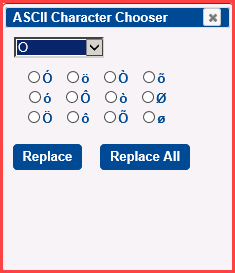 ASCII Character Chooser
O
Ó ö Ò õ
ó Ô ò Ø
Ö ô Õ ø
Replace Replace All